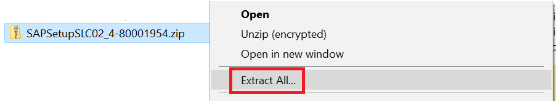 SAPSetupSLC02_4-80001954.zip
Open
Unzip (encrypted)
Open in new window
Extract All...